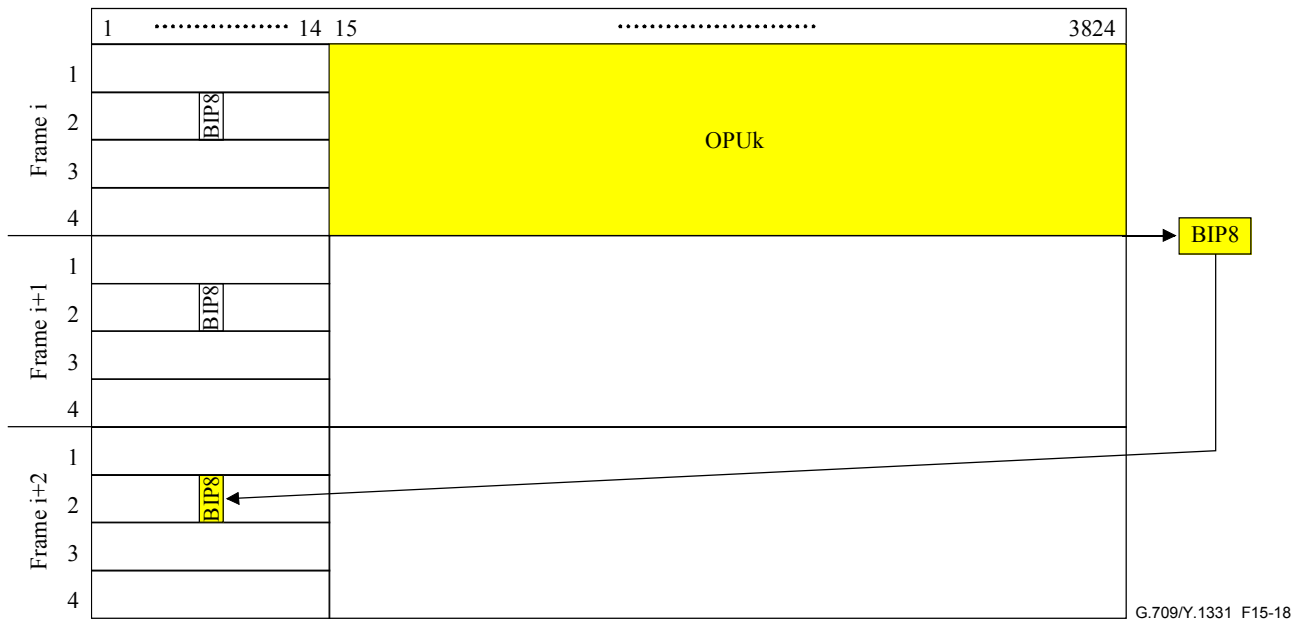 1 ................. 14 15 ........................ 3824
Frame i
1
2 BIP8
3
4
OPUk
BIP8
Frame i+1
1
2 BIP8
3
4
Frame i+2
1
2 BIP8
3
4
G.709/Y.1331 F15-18